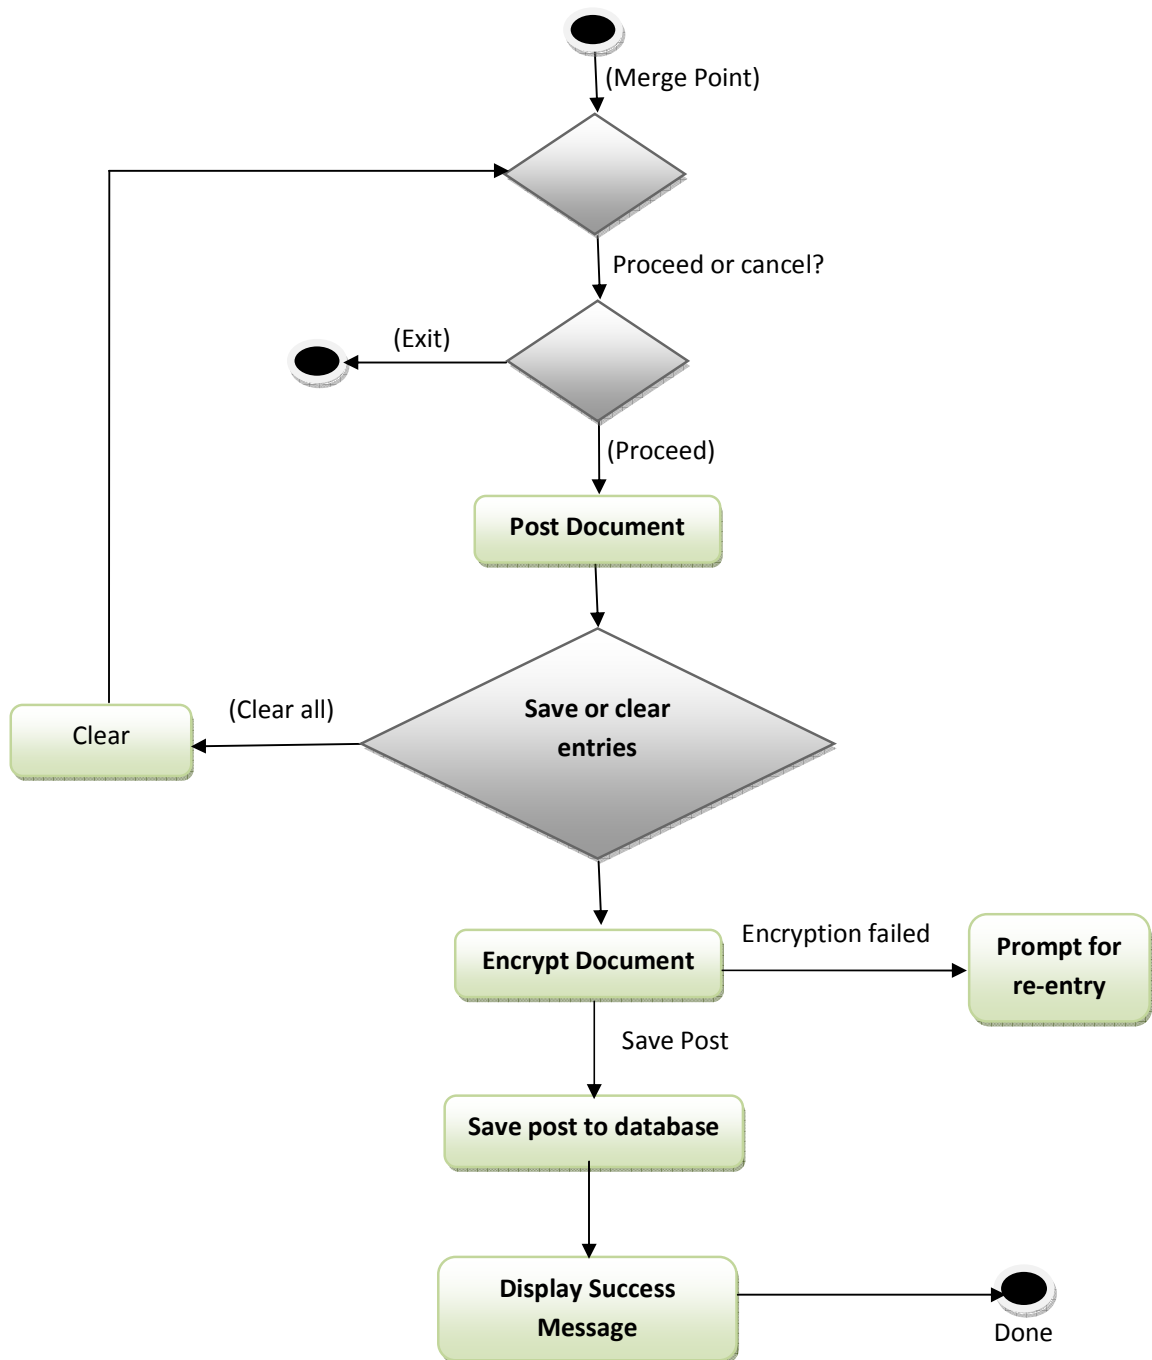 (Merge Point)
Proceed or cancel?
(Exit)
(Proceed)
Post Document
Save or clear
entries
(Clear all)
Clear
Encrypt Document
Encryption failed
Prompt for
re-entry
Save Post
Save post to database
Display Success
Message
Done